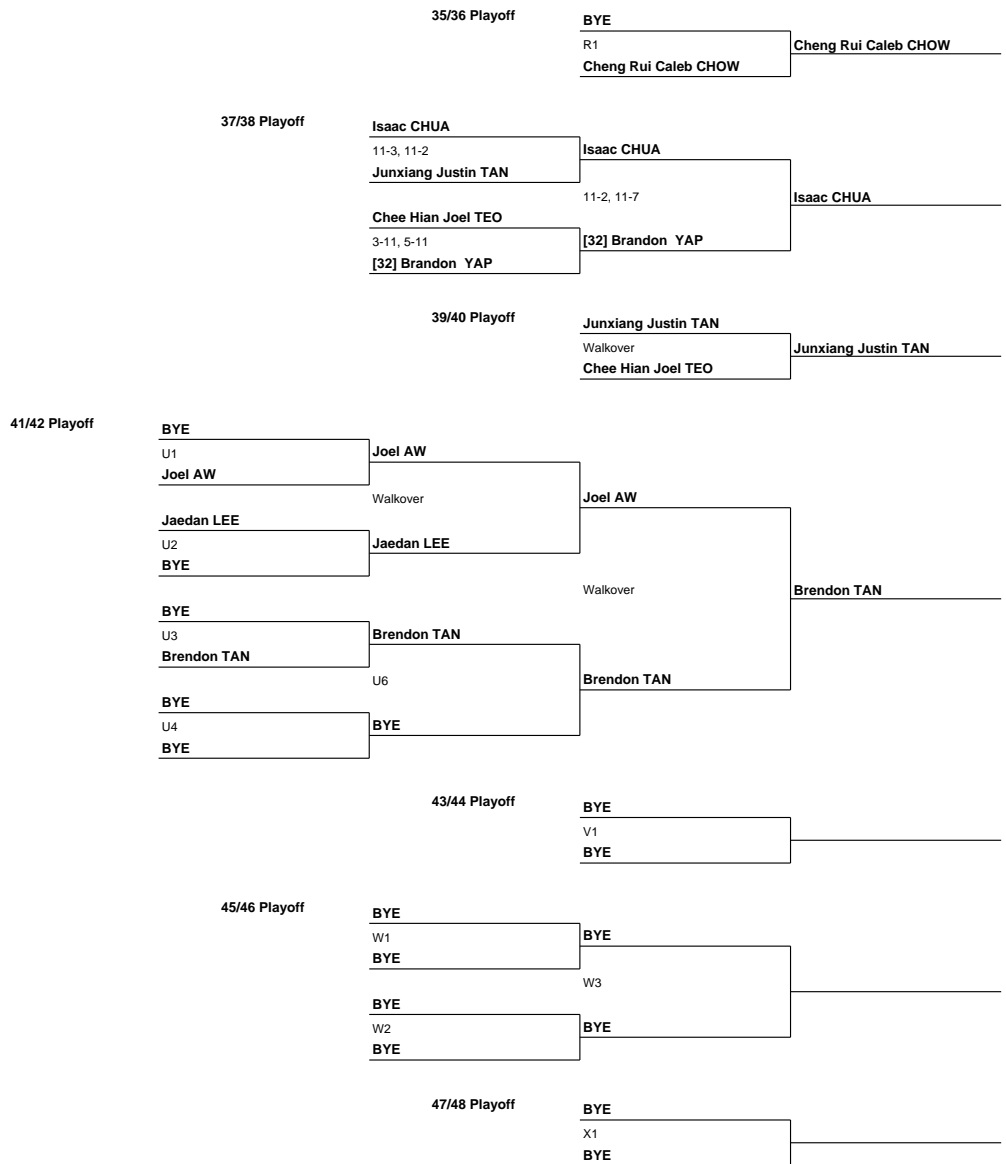 35/36 Playoff
BYE
R1
Cheng Rui Caleb CHOW
Cheng Rui Caleb CHOW
37/38 Playoff
Isaac CHUA
11-3, 11-2
Isaac CHUA
Junxiang Justin TAN
11-2, 11-7
Isaac CHUA
Chee Hian Joel TEO
3-11, 5-11
[32] Brandon  YAP
[32] Brandon  YAP
39/40 Playoff
Junxiang Justin TAN
Walkover
Junxiang Justin TAN
Chee Hian Joel TEO
41/42 Playoff
BYE
U1
Joel AW
Joel AW
Walkover
Joel AW
Jaedan LEE
U2
Jaedan LEE
BYE
Walkover
Brendon TAN
BYE
U3
Brendon TAN
Brendon TAN
U6
Brendon TAN
BYE
U4
BYE
BYE
43/44 Playoff
BYE
V1
BYE
45/46 Playoff
BYE
W1
BYE
BYE
W3
BYE
W2
BYE
BYE
47/48 Playoff
BYE
X1
BYE